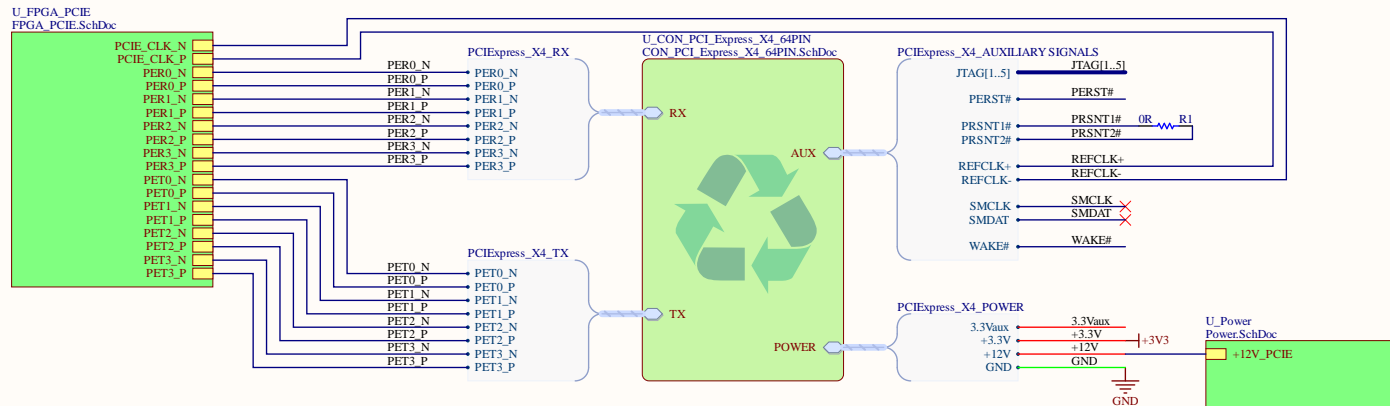 U_FPGA_PCIE
FPGA_PCIE.SchDoc
PCIE_CLK_N
PCIE_CLK_P
PER0_N
PER0_P
PER1_N
PER1_P
PER2_N
PER2_P
PER3_N
PER3_P
PET0_N
PET0_P
PET1_N
PET1_P
PET2_N
PET2_P
PET3_N
PET3_P
PER0_N
PER0_P
PER1_N
PER1_P
PER2_N
PER2_P
PER3_N
PER3_P
PCIExpress_X4_RX
PER0_N
PER0_P
PER1_N
PER1_P
PER2_N
PER2_P
PER3_N
PER3_P
PET0_N
PET0_P
PET1_N
PET1_P
PET2_N
PET2_P
PET3_N
PET3_P
PCIExpress_X4_TX
PET0_N
PET0_P
PET1_N
PET1_P
PET2_N
PET2_P
PET3_N
PET3_P
U_CON_PCI_Express_X4_64PIN
CON_PCI_Express_X4_64PIN.SchDoc
RX
AUX
TX
POWER
PCIExpress_X4_AUXILIARY SIGNALS
JTAG[1..5]
PERST#
PRSNT1#
PRSNT2#
REFCLK+
REFCLK-
SMCLK
SMDAT
WAKE#
JTAG[1..5]
PERST#
PRSNT1# 0R R1
PRSNT2#
REFCLK+
REFCLK-
SMCLK
SMDAT
WAKE#
PCIExpress_X4_POWER
3.3Vaux
+3.3V
+12V
GND
3.3Vaux
+3.3V
+3V3
+12V
GND
GND
U_Power
Power.SchDoc
+12V_PCIE